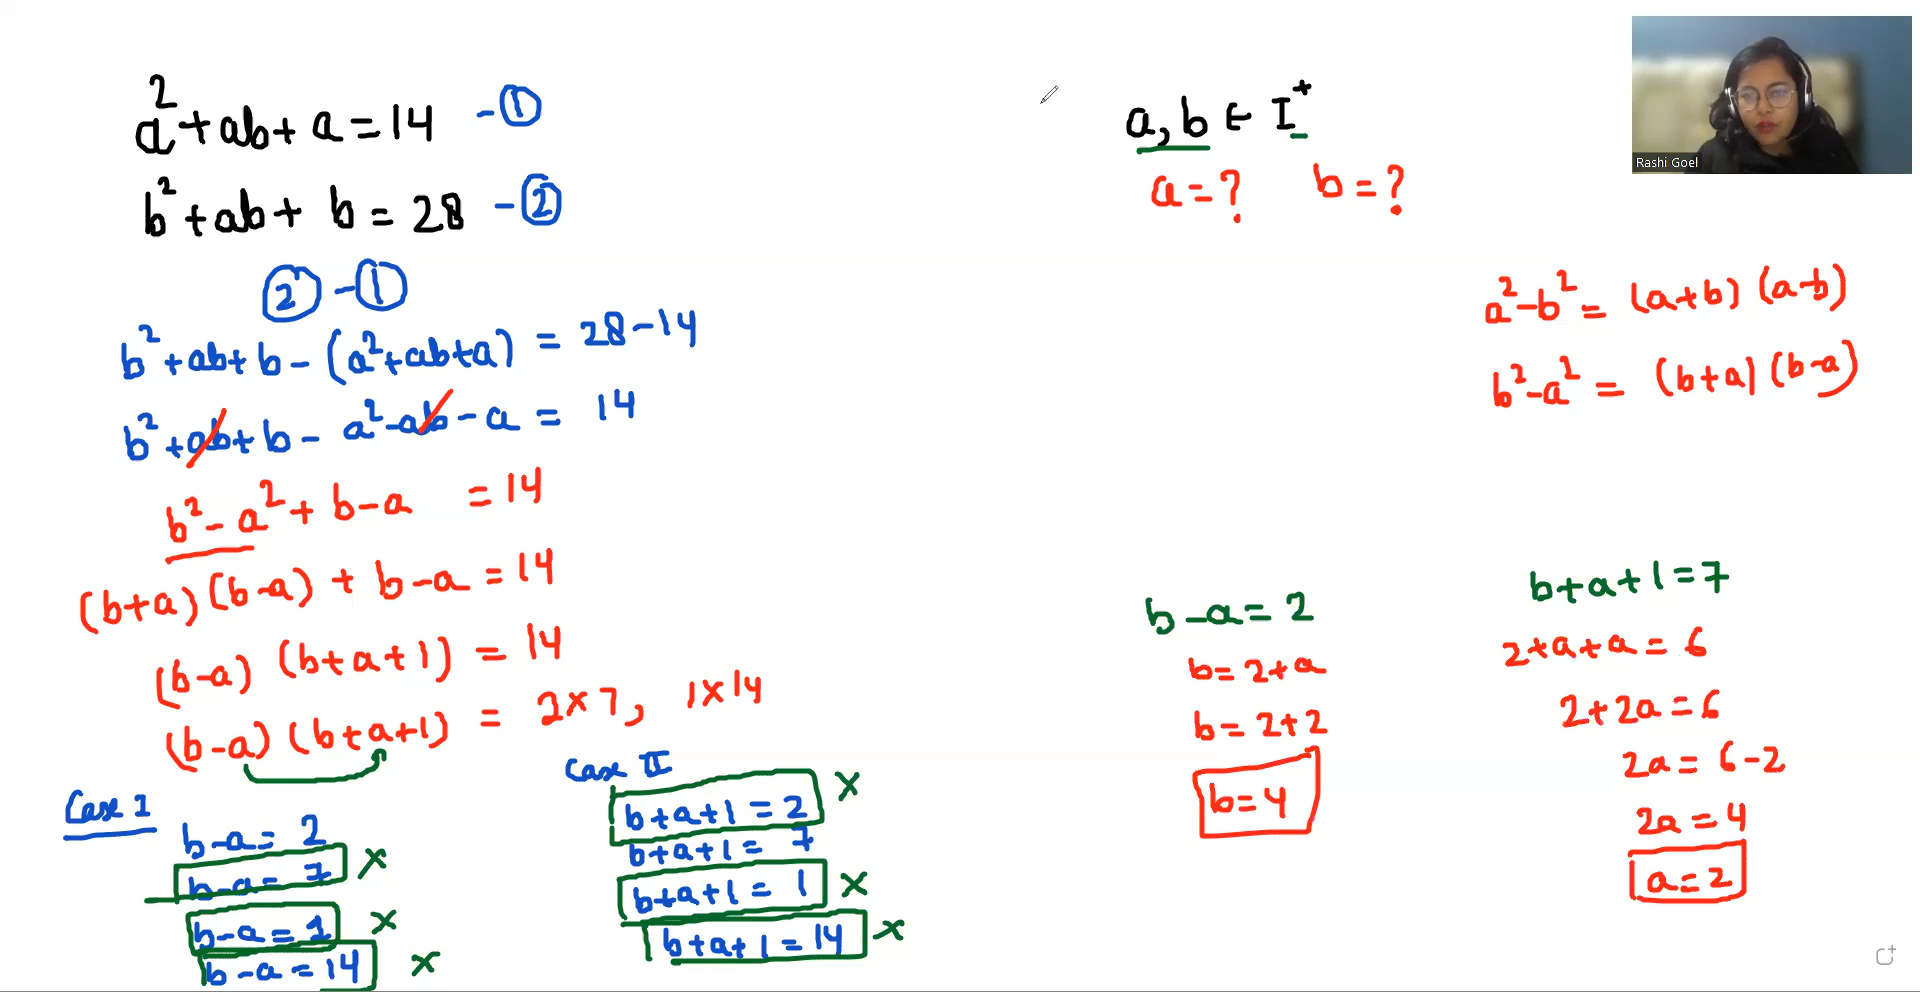 a²+ab+a=14 -①
b²+ab+b=28 -②
②-①
b²+ab+b-(a²+ab+a)=28-14
b²+ab+b-a²-ab-a=14
b²-a²+b-a=14
(b+a)(b-a)+b-a=14
(b-a)(b+a+1)=14
(b-a)(b+a+1)=2×7, 1×14
Case I
b-a=2
b-a=7 ×
b-a=1 ×
b-a=14 ×
Case II
b+a+1=2 ×
b+a+1=7
b+a+1=1 ×
b+a+1=14 ×
a,b ∈ I⁺
a=? b=?
a²-b²=(a+b)(a-b)
b²-a²=(b+a)(b-a)
b-a=2
b=2+a
b=2+2
b=4
b+a+1=7
2+a+a=6
2+2a=6
2a=6-2
2a=4
a=2
Rashi Goel